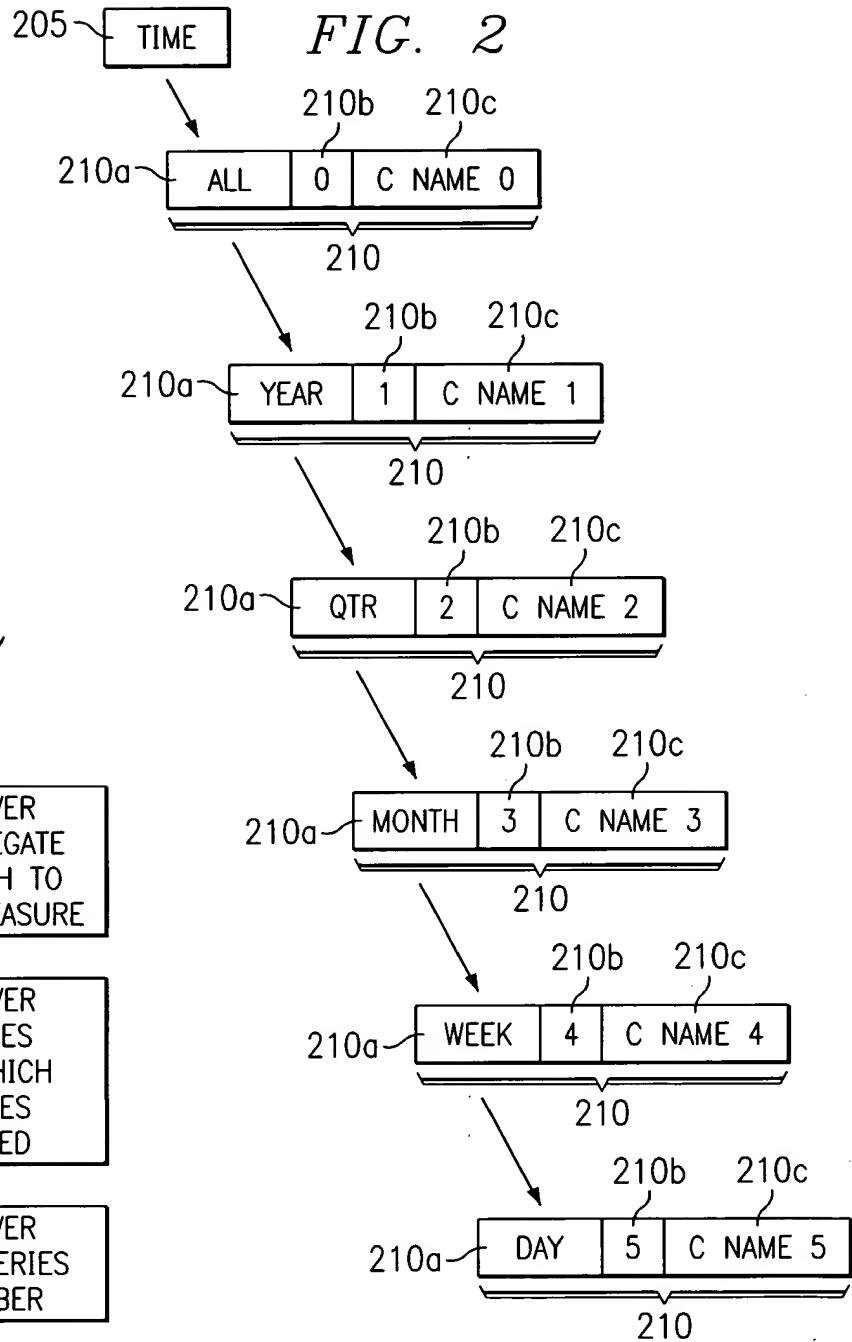 205
TIME
FIG. 2
210b
210c
210a
ALL
0
C NAME 0
210
210b
210c
210a
YEAR
1
C NAME 1
210
210b
210c
210a
QTR
2
C NAME 2
210
210b
210c
210a
MONTH
3
C NAME 3
210
210b
210c
210a
WEEK
4
C NAME 4
210
210b
210c
210a
DAY
5
C NAME 5
210
VER
EGATE
H TO
EASURE
VER
ES
HICH
ES
ED
VER
ERIES
BER